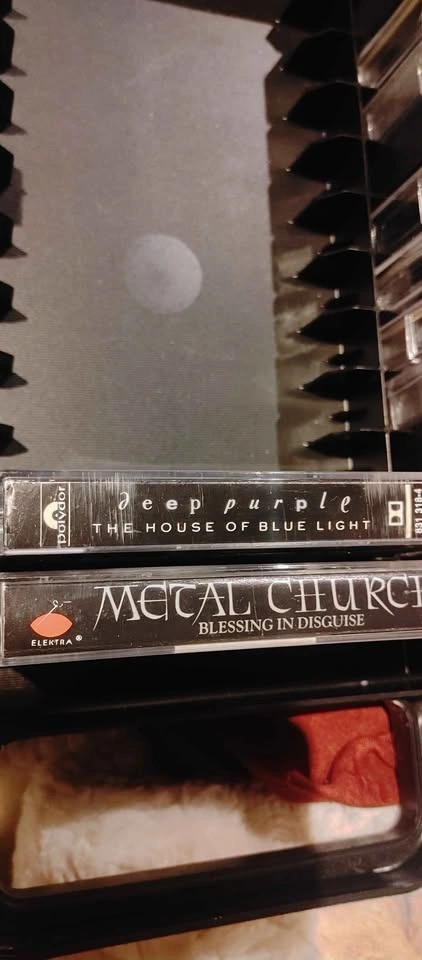 polydor
deep purple
THE HOUSE OF BLUE LIGHT
831 318-4
METAL CHURCH
BLESSING IN DISGUISE
ELEKTRA®